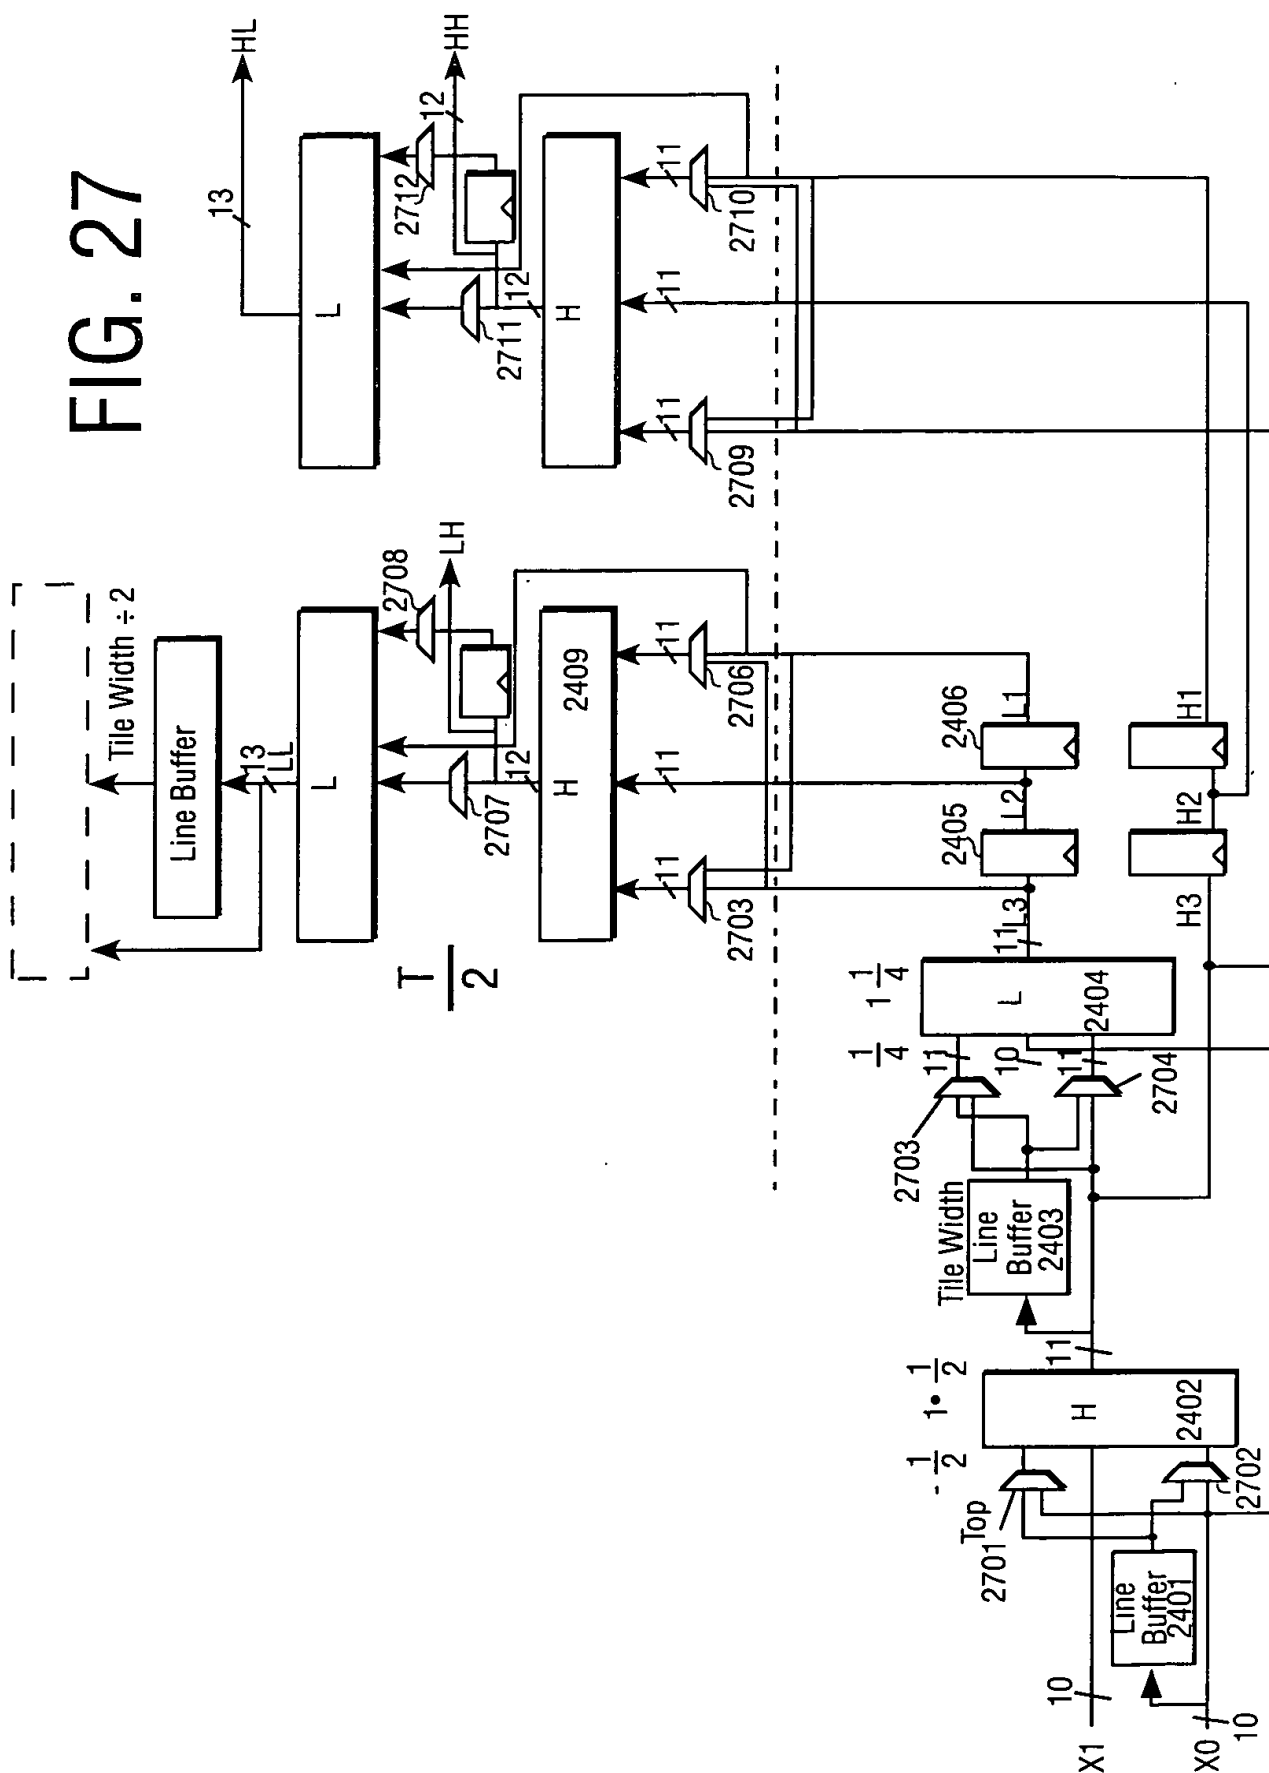 FIG. 27
X1
10
X0
10
Line
Buffer
2401
Top
2701
2702
- 1/2
1 • 1/2
H
2402
11
Tile Width
Line
Buffer
2403
2703
2704
1/4
1 1/4
11
10
11
L
2404
11
L3
2405
L2
2406
L1
H3
H2
H1
T/2
2703
11
11
2706
11
H
2409
12
2707
LH
2708
L
13
LL
Line Buffer
Tile Width ÷ 2
2709
11
11
2710
11
H
12
2711
2712
12
HH
L
13
HL